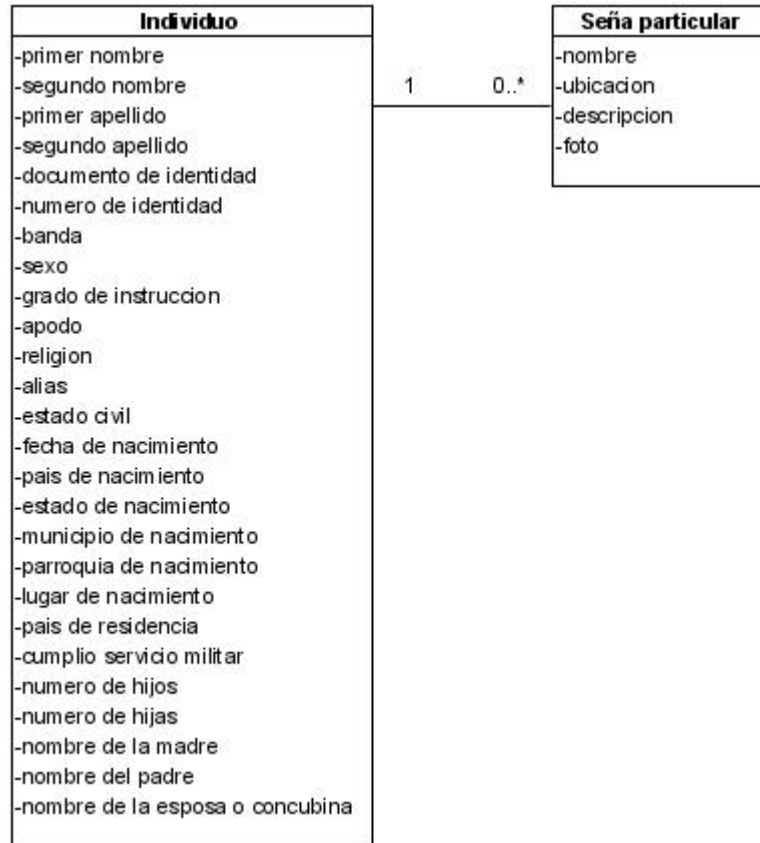 Individuo
-primer nombre
-segundo nombre
-primer apellido
-segundo apellido
-documento de identidad
-numero de identidad
-banda
-sexo
-grado de instruccion
-apodo
-religion
-alias
-estado civil
-fecha de nacimiento
-pais de nacimiento
-estado de nacimiento
-municipio de nacimiento
-parroquia de nacimiento
-lugar de nacimiento
-pais de residencia
-cumplio servicio militar
-numero de hijos
-numero de hijas
-nombre de la madre
-nombre del padre
-nombre de la esposa o concubina
1 0..*
Seña particular
-nombre
-ubicacion
-descripcion
-foto